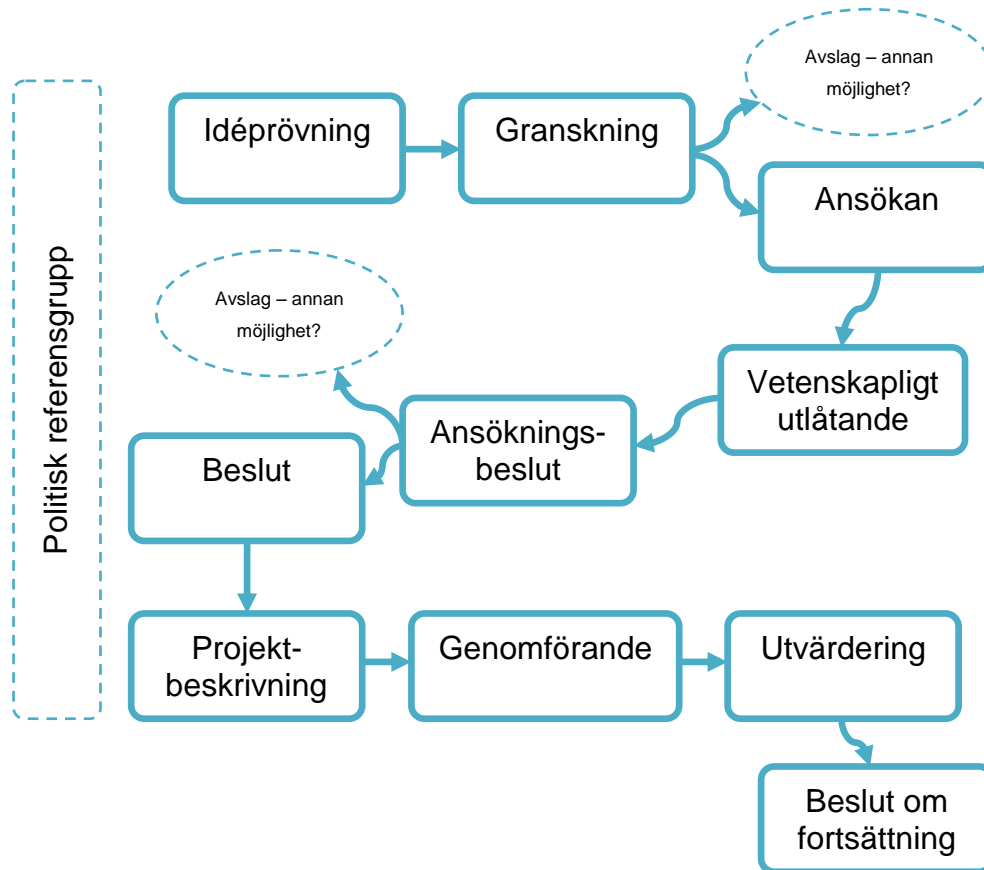 Politisk referensgrupp
Idéprövning
Granskning
Avslag – annan
möjlighet?
Ansökan
Vetenskapligt
utlåtande
Ansöknings-
beslut
Avslag – annan
möjlighet?
Beslut
Projekt-
beskrivning
Genomförande
Utvärdering
Beslut om
fortsättning